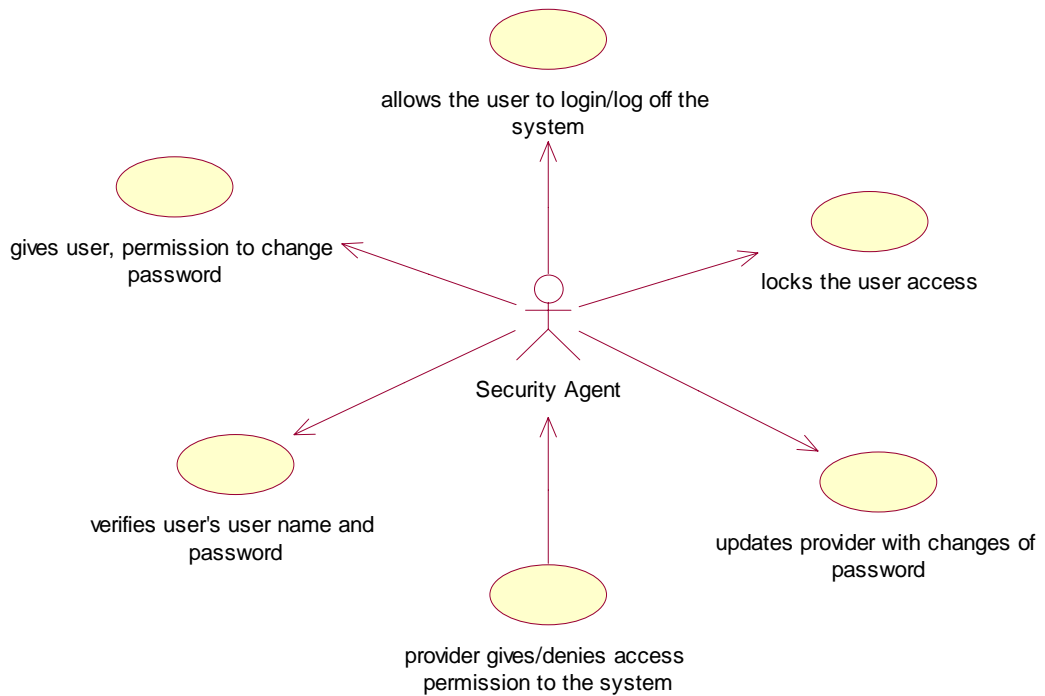 allows the user to login/log off the
system
gives user, permission to change
password
locks the user access
Security Agent
verifies user's user name and
password
updates provider with changes of
password
provider gives/denies access
permission to the system